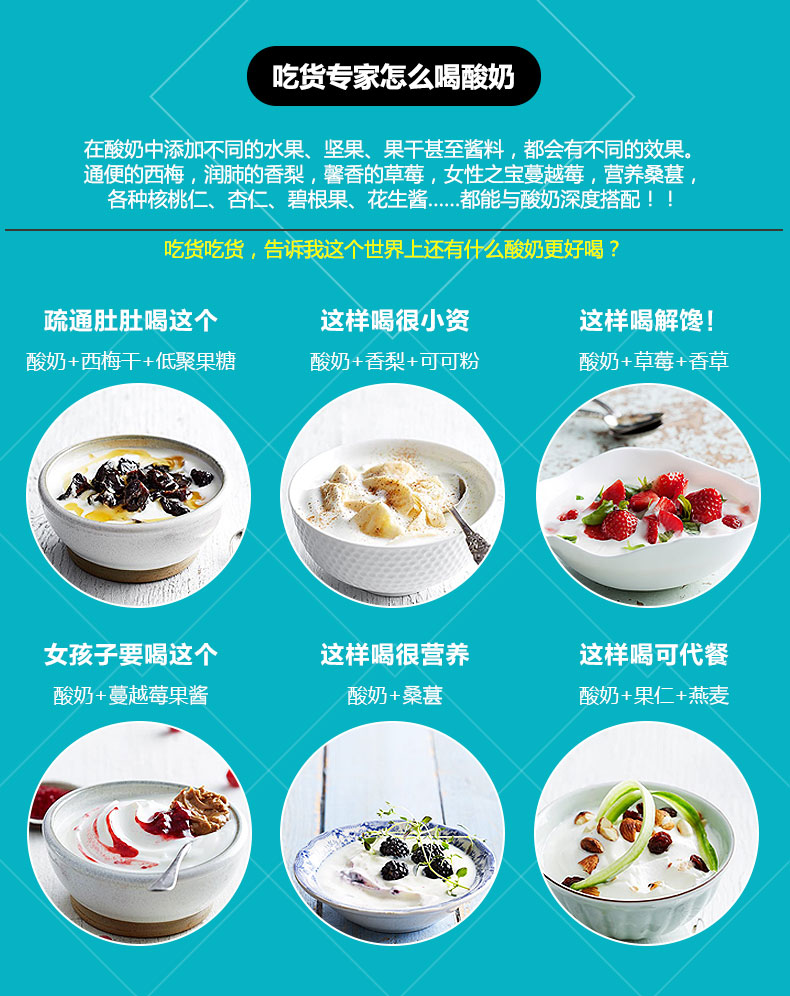 吃货专家怎么喝酸奶
在酸奶中添加不同的水果、坚果、果干甚至酱料，都会有不同的效果。
通便的西梅，润肺的香梨，馨香的草莓，女性之宝蔓越莓，营养桑葚，
各种核桃仁、杏仁、碧根果、花生酱......都能与酸奶深度搭配！！
吃货吃货，告诉我这个世界上还有什么酸奶更好喝？
疏通肚肚喝这个
酸奶+西梅干+低聚果糖
这样喝很小资
酸奶+香梨+可可粉
这样喝解馋！
酸奶+草莓+香草
女孩子要喝这个
酸奶+蔓越莓果酱
这样喝很营养
酸奶+桑葚
这样喝可代餐
酸奶+果仁+燕麦